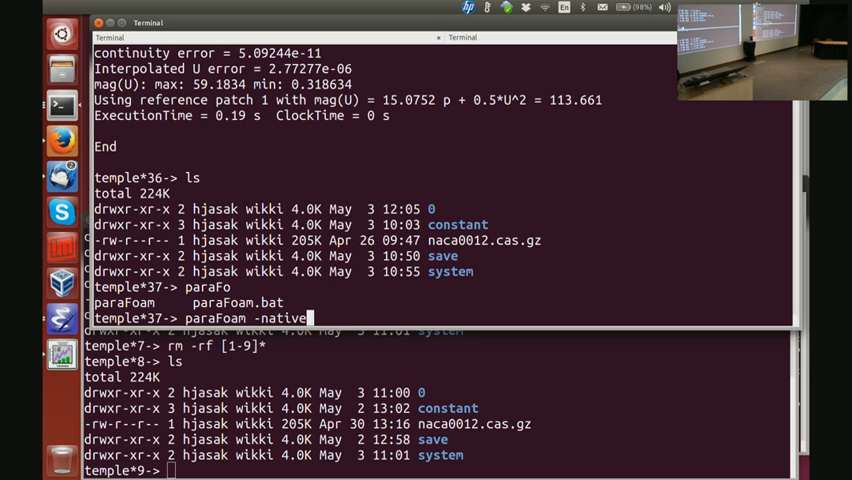 Terminal
En (98%)
Terminal Terminal
continuity error = 5.09244e-11
Interpolated U error = 2.77277e-06
mag(U): max: 59.1834 min: 0.318634
Using reference patch 1 with mag(U) = 15.0752 p + 0.5*U^2 = 113.661
ExecutionTime = 0.19 s  ClockTime = 0 s
End
temple*36-> ls
total 224K
drwxr-xr-x 2 hjasak wikki 4.0K May  3 12:05 0
drwxr-xr-x 3 hjasak wikki 4.0K May  3 10:03 constant
-rw-r--r-- 1 hjasak wikki 205K Apr 26 09:47 naca0012.cas.gz
drwxr-xr-x 2 hjasak wikki 4.0K May  3 10:50 save
drwxr-xr-x 2 hjasak wikki 4.0K May  3 10:55 system
temple*37-> paraFo
paraFoam     paraFoam.bat
temple*37-> paraFoam -native
temple*7-> rm -rf [1-9]*
temple*8-> ls
total 224K
drwxr-xr-x 2 hjasak wikki 4.0K May  3 11:00 0
drwxr-xr-x 3 hjasak wikki 4.0K May  2 13:02 constant
-rw-r--r-- 1 hjasak wikki 205K Apr 30 13:16 naca0012.cas.gz
drwxr-xr-x 2 hjasak wikki 4.0K May  2 12:58 save
drwxr-xr-x 2 hjasak wikki 4.0K May  3 11:01 system
temple*9->